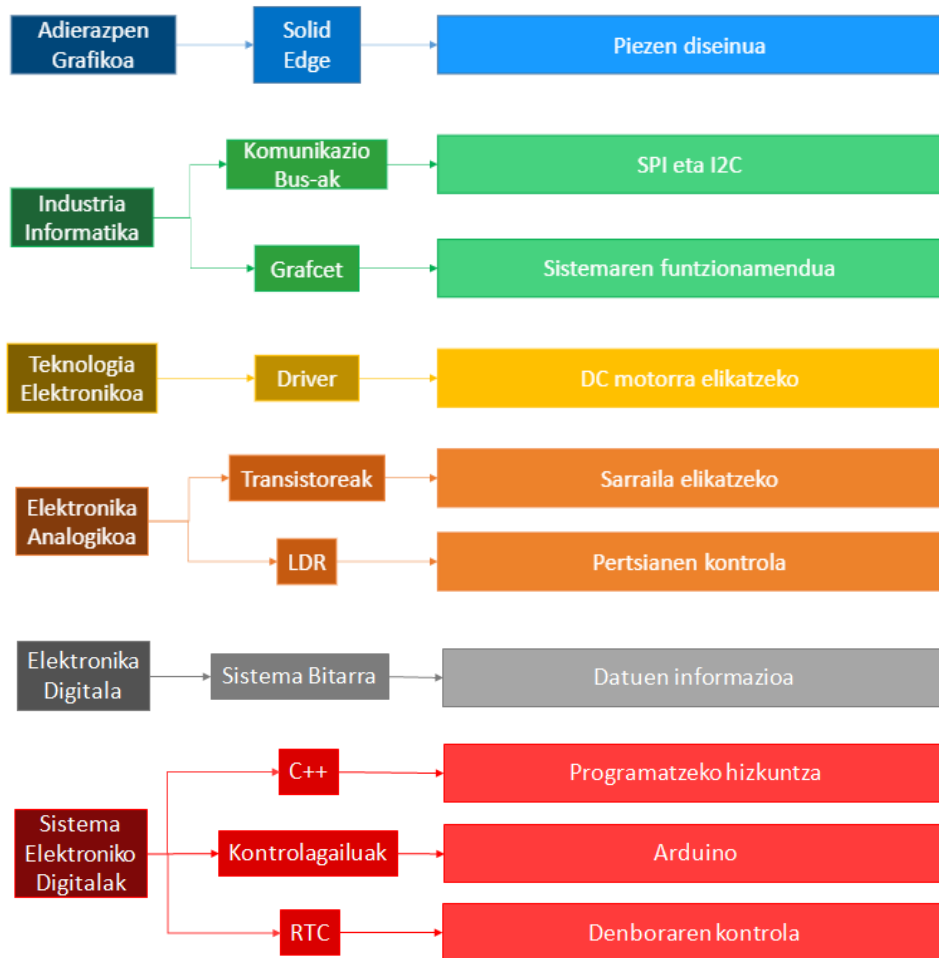 Adierazpen
Grafikoa
Solid
Edge
Piezen diseinua
Industria
Informatika
Komunikazio
Bus-ak
SPI eta I2C
Grafcet
Sistemaren funtzionamendua
Teknologia
Elektronikoa
Driver
DC motorra elikatzeko
Elektronika
Analogikoa
Transistoreak
Sarraila elikatzeko
LDR
Pertsianen kontrola
Elektronika
Digitala
Sistema Bitarra
Datuen informazioa
Sistema
Elektroniko
Digitalak
C++
Programatzeko hizkuntza
Kontrolagailuak
Arduino
RTC
Denboraren kontrola